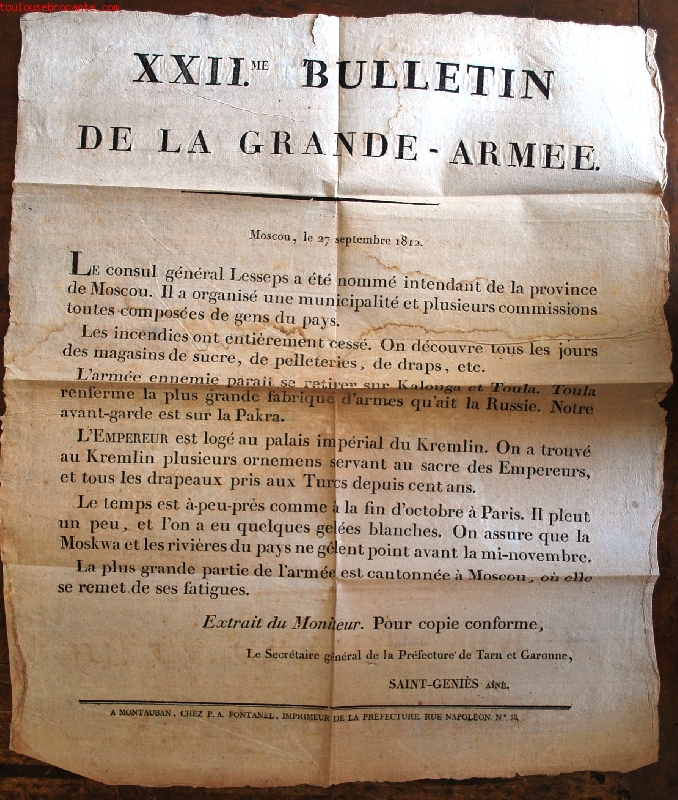 toulousebrocante.com
XXII.ME BULLETIN
DE LA GRANDE-ARMEE.
Moscou, le 27 septembre 1812.
LE consul général Lesseps a été nommé intendant de la province
de Moscou. Il a organisé une municipalité et plusieurs commissions
toutes composées de gens du pays.
Les incendies ont entièrement cessé. On découvre tous les jours
des magasins de sucre, de pelleteries, de draps, etc.
L'armée ennemie paraît se retirer sur Kalouga et Toula. Toula
renferme la plus grande fabrique d'armes qu'ait la Russie. Notre
avant-garde est sur la Pakra.
L'EMPEREUR est logé au palais impérial du Kremlin. On a trouvé
au Kremlin plusieurs ornemens servant au sacre des Empereurs,
et tous les drapeaux pris aux Turcs depuis cent ans.
Le temps est à-peu-près comme à la fin d'octobre à Paris. Il pleut
un peu, et l'on a eu quelques gelées blanches. On assure que la
Moskwa et les rivières du pays ne gèlent point avant la mi-novembre.
La plus grande partie de l'armée est cantonnée à Moscou, où elle
se remet de ses fatigues.
Extrait du Moniteur. Pour copie conforme,
Le Secrétaire général de la Préfecture de Tarn et Garonne,
SAINT-GENIÈS AÎNÉ.
A MONTAUBAN, CHEZ P. A. FONTANEL, IMPRIMEUR DE LA PRÉFECTURE, RUE NAPOLÉON, N.°